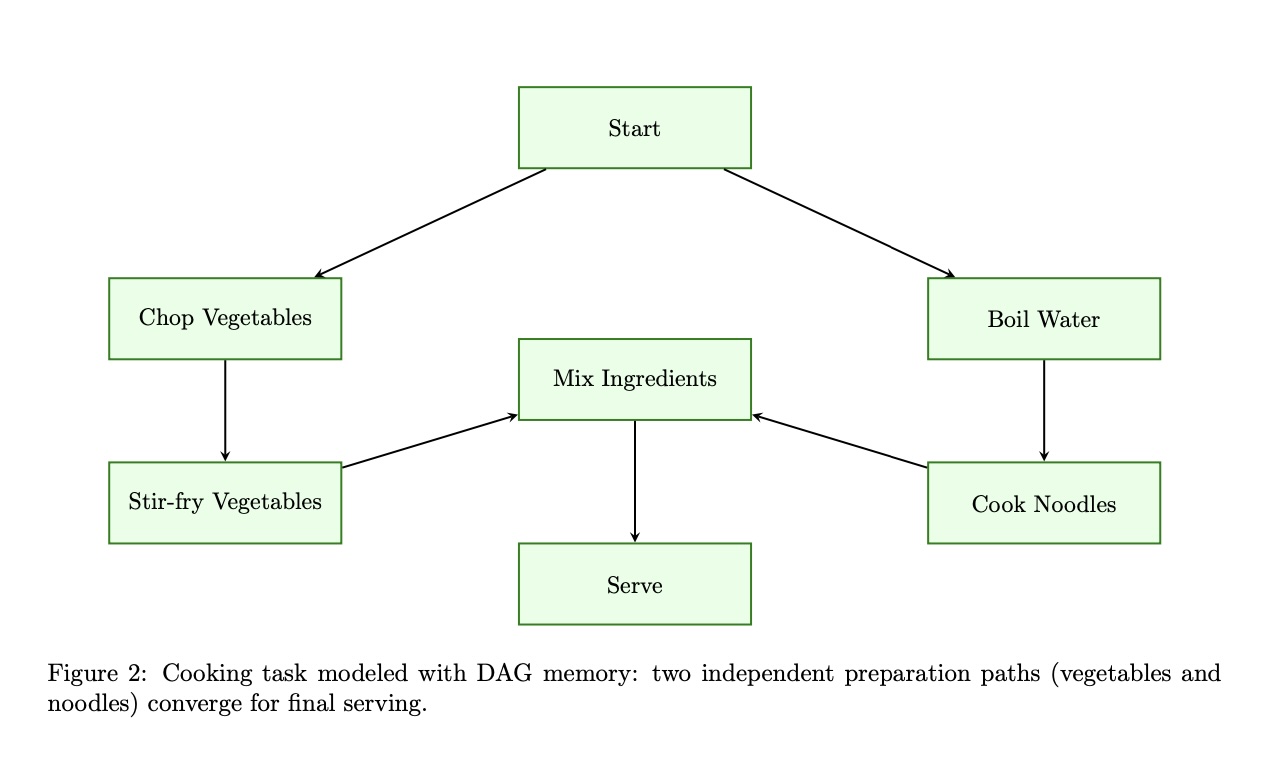 Start
Chop Vegetables
Boil Water
Mix Ingredients
Stir-fry Vegetables
Cook Noodles
Serve
Figure 2: Cooking task modeled with DAG memory: two independent preparation paths (vegetables and
noodles) converge for final serving.